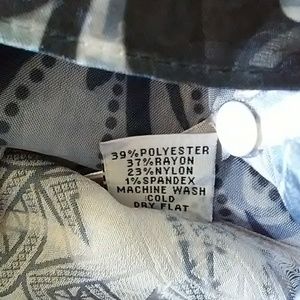 39%POLYESTER
37%RAYON
23%NYLON
1%SPANDEX
MACHINE WASH
COLD
DRY FLAT